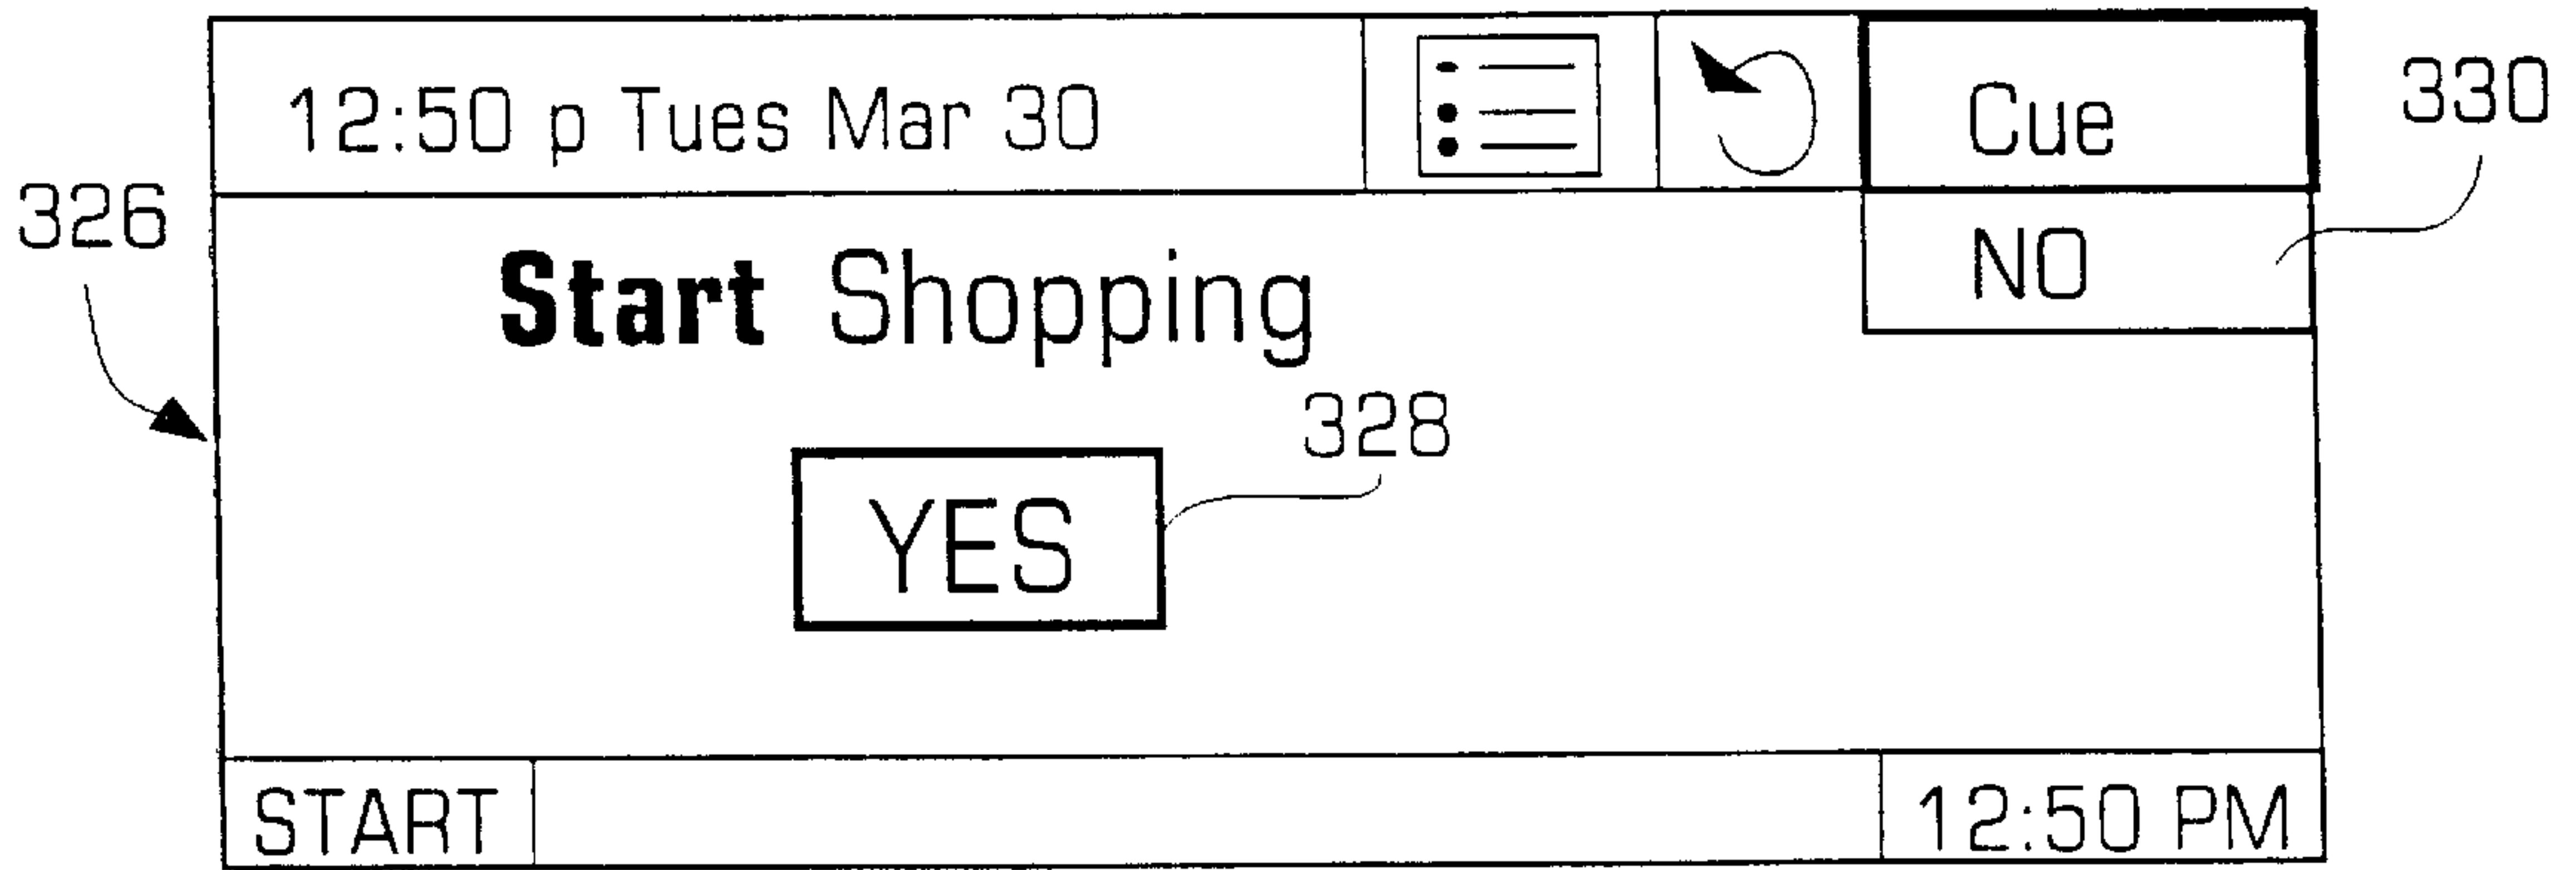 12:50 p Tues Mar 30
Cue
330
326
NO
Start Shopping
328
YES
START
12:50 PM